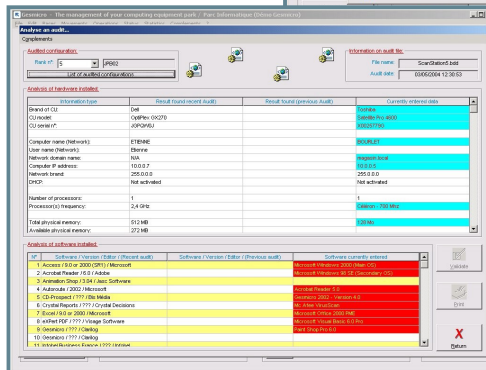 Gesmicro - The management of your computing equipment park / Parc Informatique (Démo Gesmicro)
Analyse an audit...
Complements
Audited configuration:
Rank n°: 5 JPB02
List of audited configurations
Information on audit file:
File name: ScanStation5.bdd
Audit date: 03/05/2004 12:30:53
Analysis of hardware installed:
Information type Result found recent Audit) Result found (previous Audit) Currently entered data
Brand of CU: Dell Toshiba
CU model: OptiPlex GX270 Satellite Pro 4600
CU serial n°:
Computer name (Network): ETIENNE BOURLET
User name (Network): Etienne
Network domain name: magasin.local
Computer IP address: 10.0.0.7 10.0.0.5
Network brand: 255.0.0.0 255.0.0.0
DHCP: Not activated Not activated
Number of processors: 1 1
Processor(s) frequency: 2,4 GHz Céléron / 700 Mhz
Total physical memory: 512 MB 128 Mo
Available physical memory: 272 MB
Analysis of software installed:
N° Software / Version / Editor / (Recent audit) Software / Version / Editor / (Previous audit) Software currently entered
1 Access / 9.0 or 2000 (SR1) / Microsoft Microsoft Windows 2000 (Main OS)
2 Acrobat Reader / 6.0 / Adobe Microsoft Windows 98 SE (Secondary OS)
3 Animation Shop / 3.04 / Jasc Software
4 Autoroute / 2002 / Microsoft Acrobat Reader 5.0
5 CD-Prospect / ??? / Bis Média Gesmicro 2002 - Version 4.0
6 Crystal Reports / ??? / Crystal Decisions Mc Afee VirusScan
7 Excel / 9.0 or 2000 / Microsoft Microsoft Office 2000 PME
8 eXPert PDF / ??? / Visage Software Microsoft Visual Basic 6.0 Pro
9 Gesmicro / ??? / Clarilog Paint Shop Pro 6.0
10 Gesmicro / ??? / Clarilog
11 Intobel Business France / ??? / Intobel
Validate
Print
X
Return